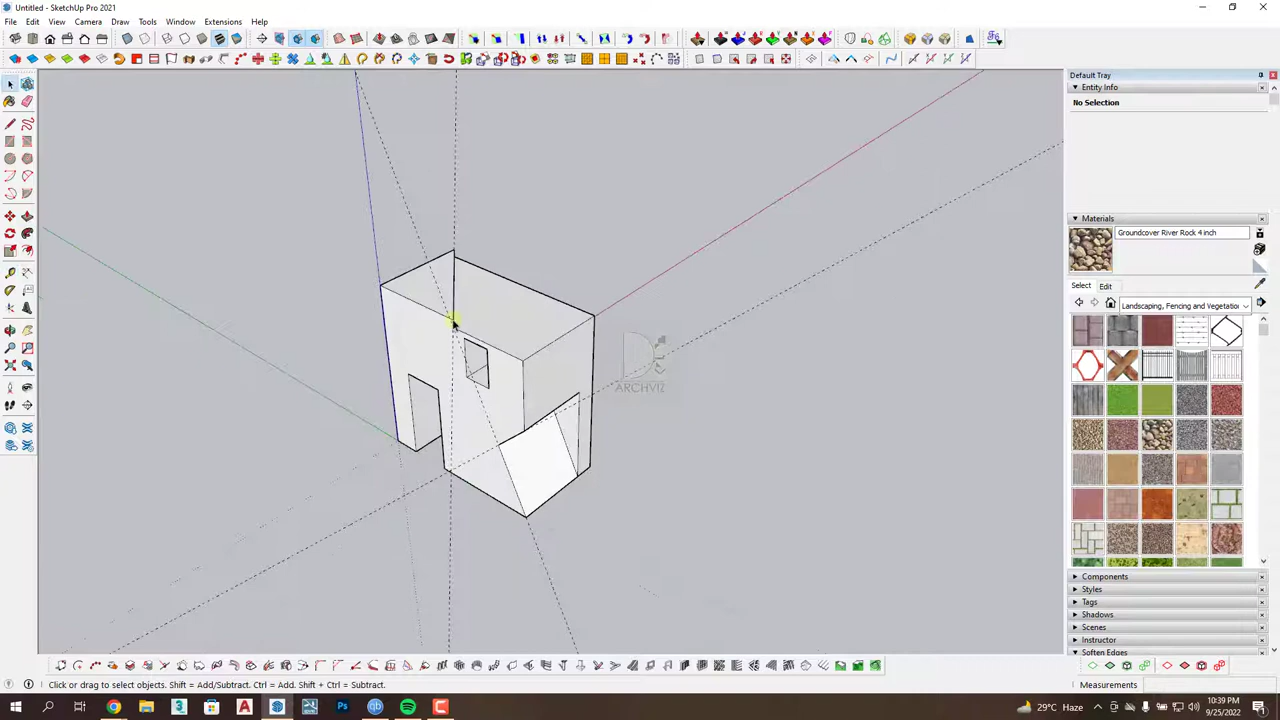 Untitled - SketchUp Pro 2021
File Edit View Camera Draw Tools Window Extensions Help
Default Tray
Entity Info
No Selection
Materials
Groundcover River Rock 4 inch
Select Edit
Landscaping, Fencing and Vegetation
ARCHVIZ
Components
Styles
Tags
Shadows
Scenes
Instructor
Soften Edges
Click or drag to select objects. Shift = Add/Subtract. Ctrl = Add. Shift + Ctrl = Subtract.
Measurements
29°C Haze
10:39 PM
9/25/2022